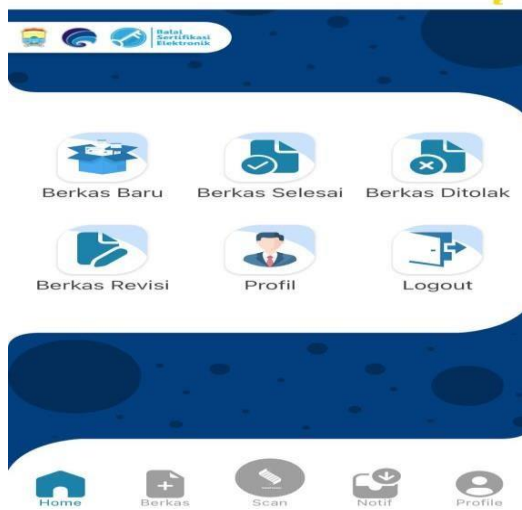 Balai
Sertifikasi
Elektronik
Berkas Baru
Berkas Selesai
Berkas Ditolak
Berkas Revisi
Profil
Logout
Home
Berkas
Scan
Notif
Profile